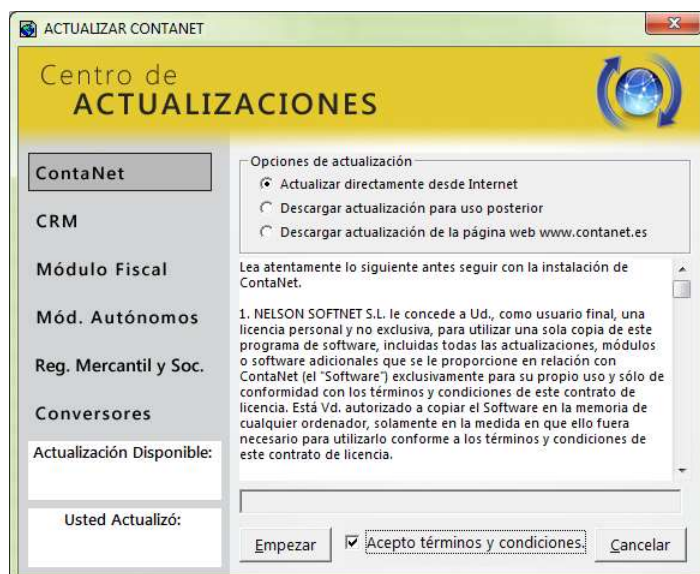 ACTUALIZAR CONTANET
Centro de
ACTUALIZACIONES
ContaNet
CRM
Módulo Fiscal
Mód. Autónomos
Reg. Mercantil y Soc.
Conversores
Actualización Disponible:
Usted Actualizó:
Opciones de actualización
Actualizar directamente desde Internet
Descargar actualización para uso posterior
Descargar actualización de la página web www.contanet.es
Lea atentamente lo siguiente antes seguir con la instalación de
ContaNet.
1. NELSON SOFTNET S.L. le concede a Ud., como usuario final, una
licencia personal y no exclusiva, para utilizar una sola copia de este
programa de software, incluidas todas las actualizaciones, módulos
o software adicionales que se le proporcione en relación con
ContaNet (el "Software") exclusivamente para su propio uso y sólo de
conformidad con los términos y condiciones de este contrato de
licencia. Está Vd. autorizado a copiar el Software en la memoria de
cualquier ordenador, solamente en la medida en que ello fuera
necesario para utilizarlo conforme a los términos y condiciones de
este contrato de licencia.
Empezar
Acepto términos y condiciones.
Cancelar